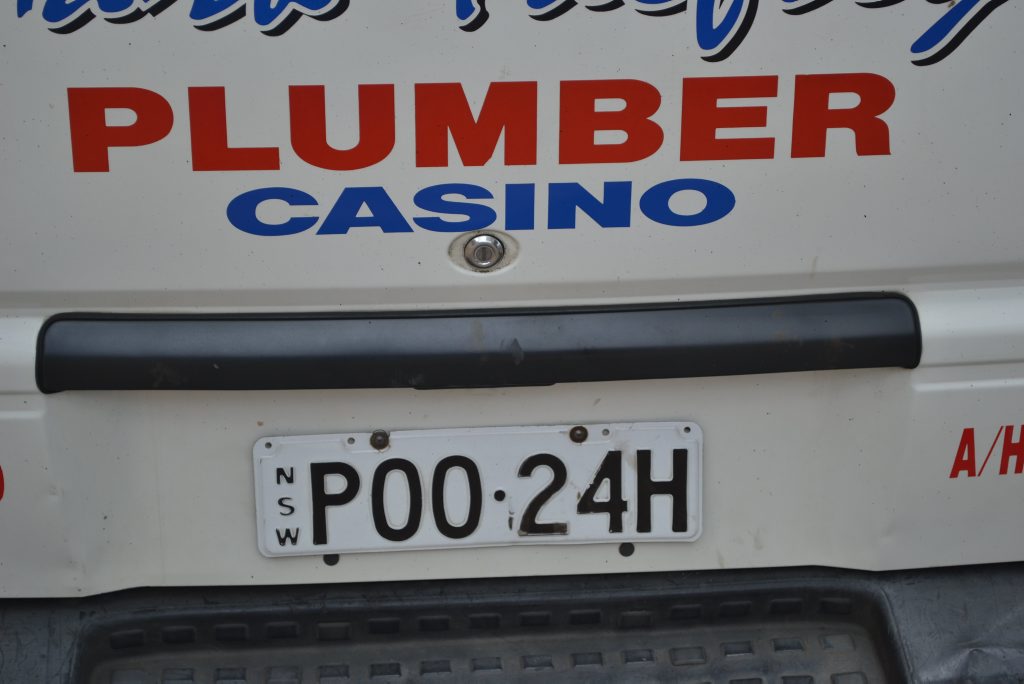 PLUMBER
CASINO
A/H
NSW POO·24H